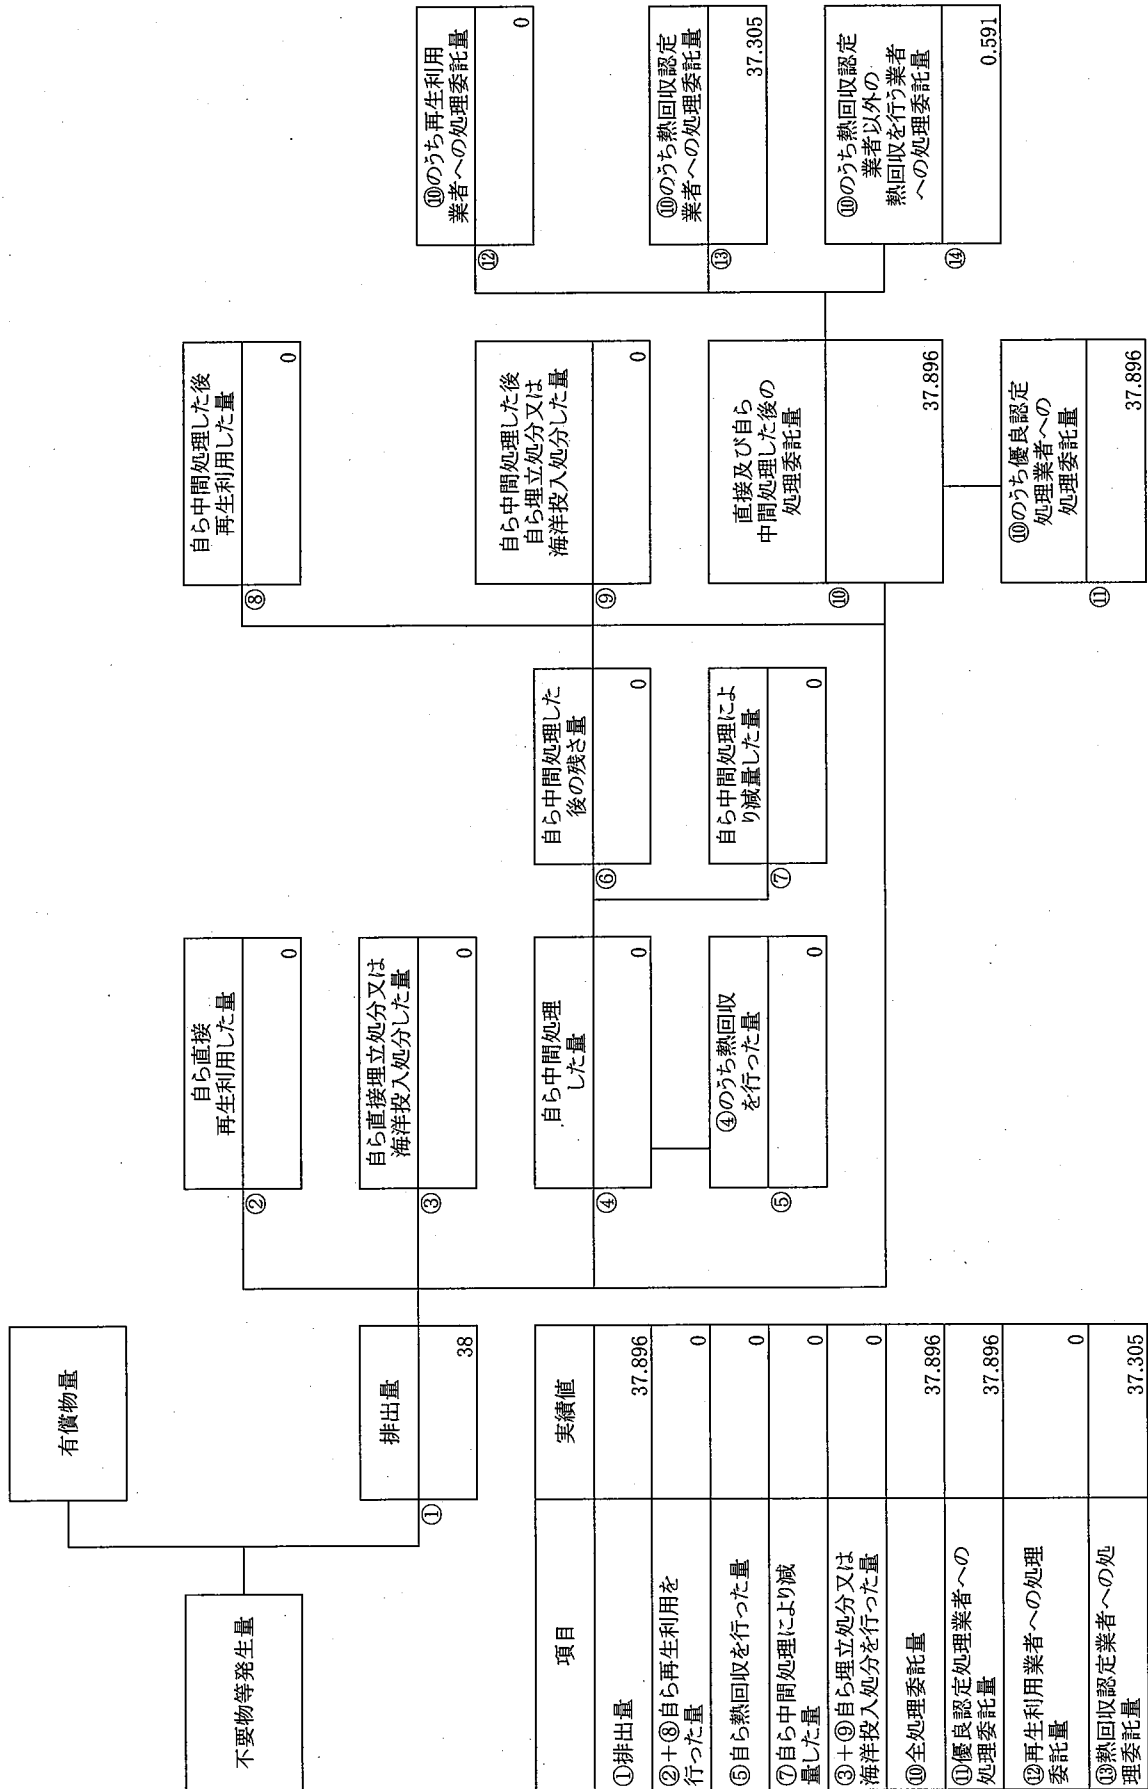 有償物量
不要物等発生量
①
排出量
38
②
自ら直接
再生利用した量
0
③
自ら直接埋立処分又は
海洋投入処分した量
0
④
自ら中間処理
した量
0
⑤
④のうち熱回収
を行った量
0
⑥
自ら中間処理した
後の残さ量
0
⑦
自ら中間処理によ
り減量した量
0
⑧
自ら中間処理した後
再生利用した量
0
⑨
自ら中間処理した後
自ら埋立処分又は
海洋投入処分した量
0
⑩
直接及び自ら
中間処理した後の
処理委託量
37.896
⑪
⑩のうち優良認定
処理業者への
処理委託量
37.896
⑫
⑩のうち再生利用
業者への処理委託量
0
⑬
⑩のうち熱回収認定
業者への処理委託量
37.305
⑭
⑩のうち熱回収認定
業者以外の
熱回収を行う業者
への処理委託量
0.591
項目 実績値
①排出量 37.896
②+⑧自ら再生利用を
行った量 0
⑤自ら熱回収を行った量 0
⑦自ら中間処理により減
量した量 0
③+⑨自ら埋立処分又は
海洋投入処分を行った量 0
⑩全処理委託量 37.896
⑪優良認定処理業者への
処理委託量 37.896
⑫再生利用業者への処理
委託量 0
⑬熱回収認定業者への処
理委託量 37.305